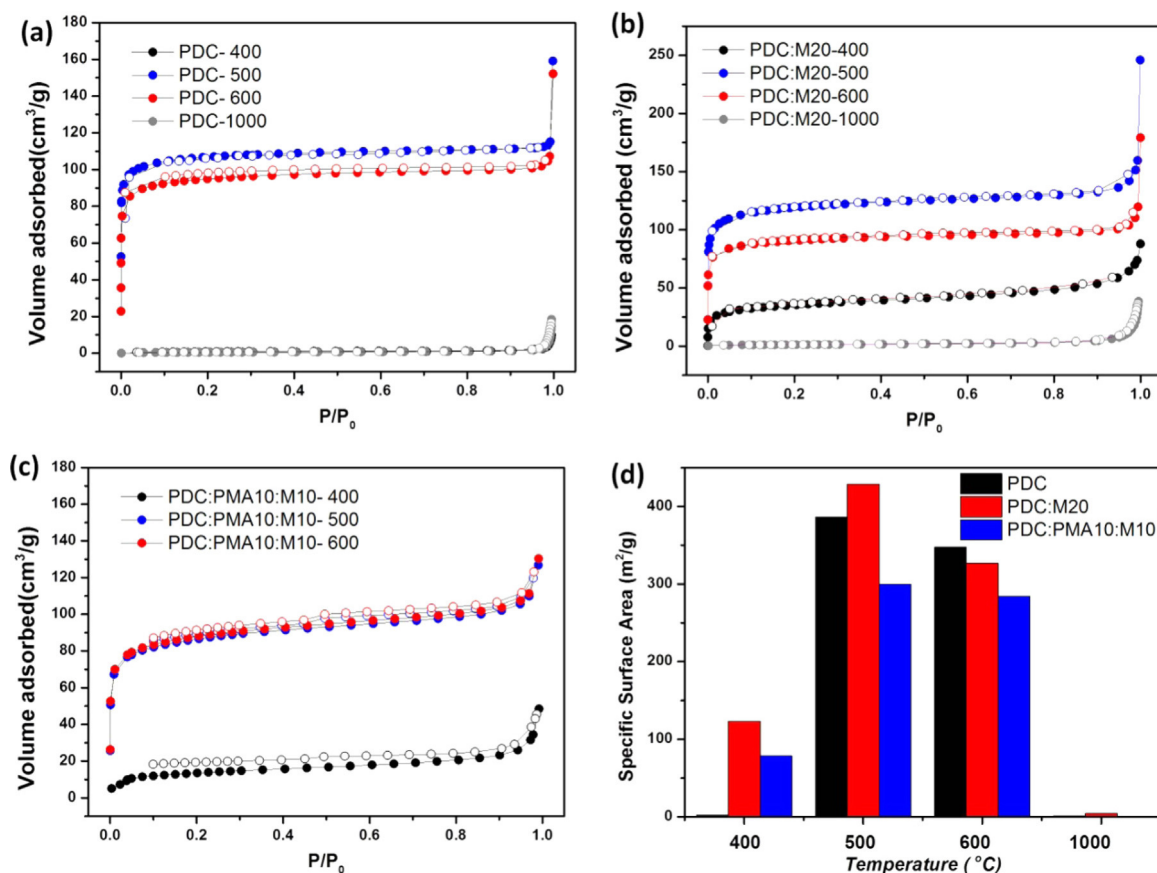 (a)
PDC- 400
PDC- 500
PDC- 600
PDC-1000
Volume adsorbed(cm³/g)
180
160
140
120
100
80
60
40
20
0
0.0 0.2 0.4 0.6 0.8 1.0
P/P₀
(b)
PDC:M20-400
PDC:M20-500
PDC:M20-600
PDC:M20-1000
Volume adsorbed (cm³/g)
250
200
150
100
50
0
0.0 0.2 0.4 0.6 0.8 1.0
P/P₀
(c)
PDC:PMA10:M10- 400
PDC:PMA10:M10- 500
PDC:PMA10:M10- 600
Volume adsorbed(cm³/g)
180
160
140
120
100
80
60
40
20
0
0.0 0.2 0.4 0.6 0.8 1.0
P/P₀
(d)
PDC
PDC:M20
PDC:PMA10:M10
Specific Surface Area (m²/g)
400
300
200
100
0
400 500 600 1000
Temperature ( °C)